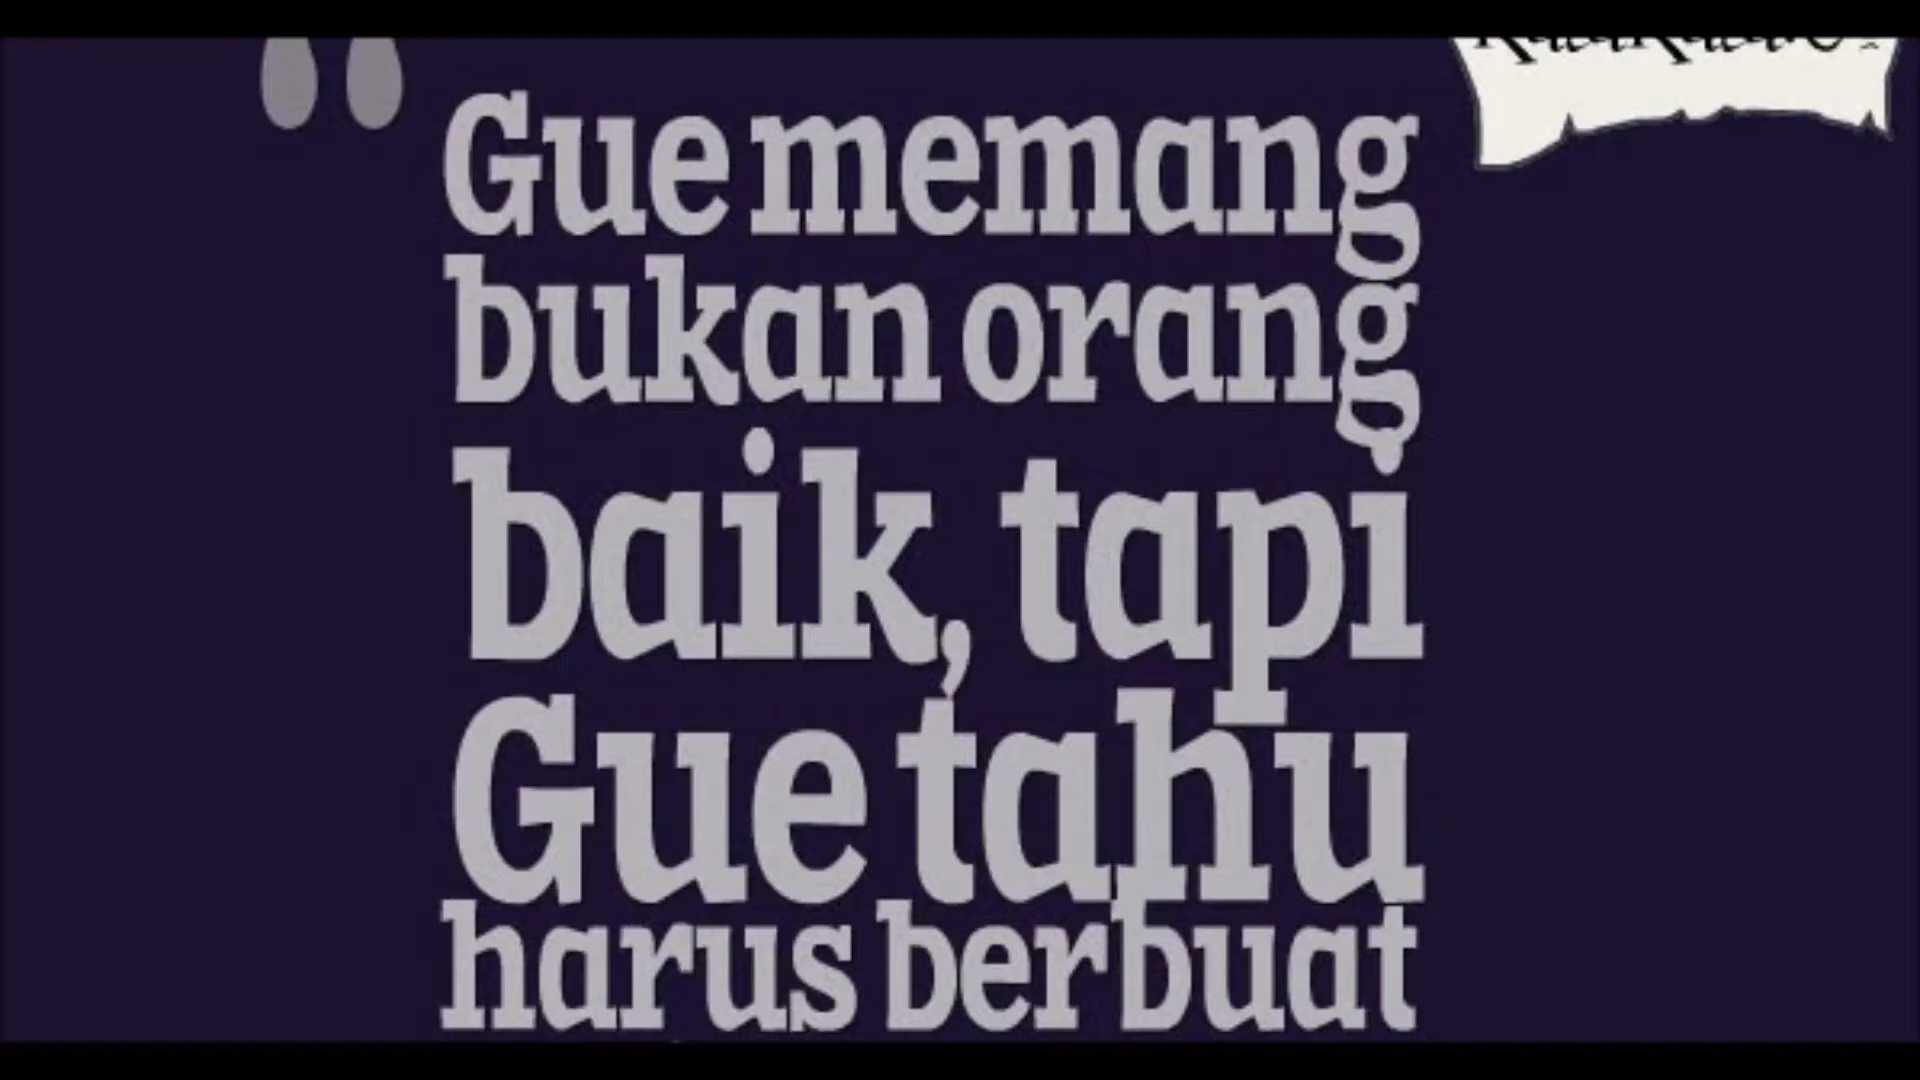 "
Gue memang
bukan orang
baik, tapi
Gue tahu
harus berbuat